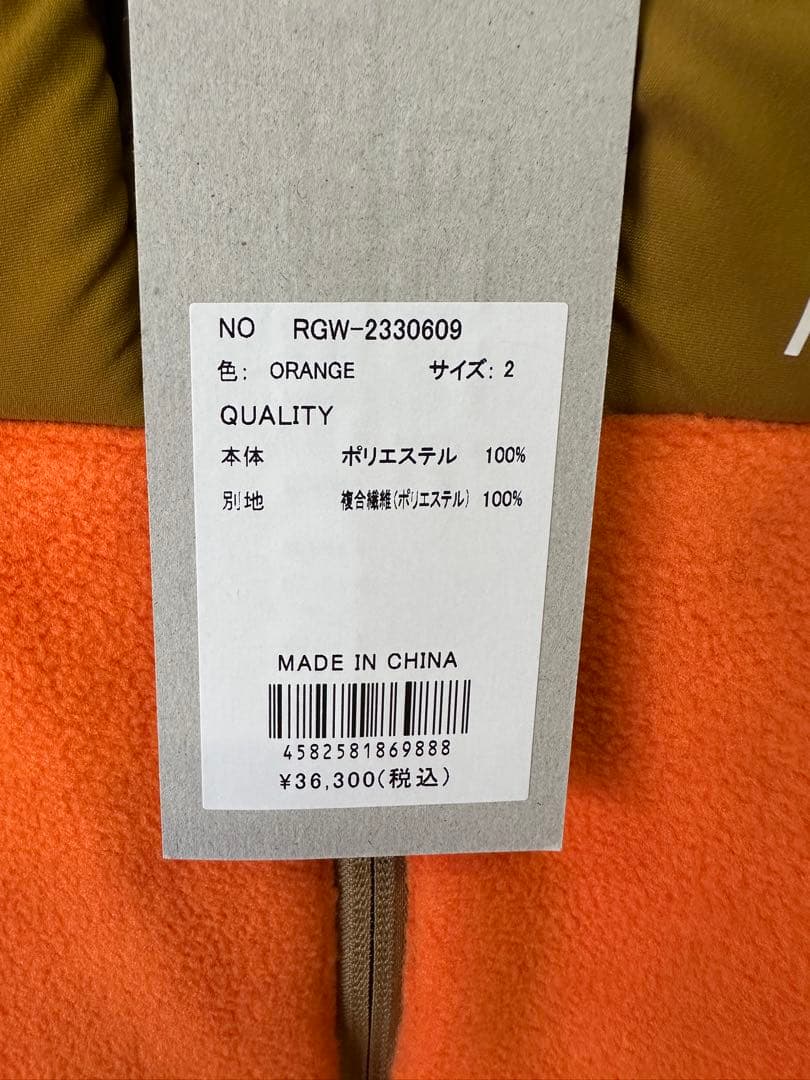 NO RGW-2330609
色: ORANGE サイズ: 2
QUALITY
本体 ポリエステル 100%
別地 複合繊維(ポリエステル) 100%
MADE IN CHINA
4582581869888
¥36,300(税込)